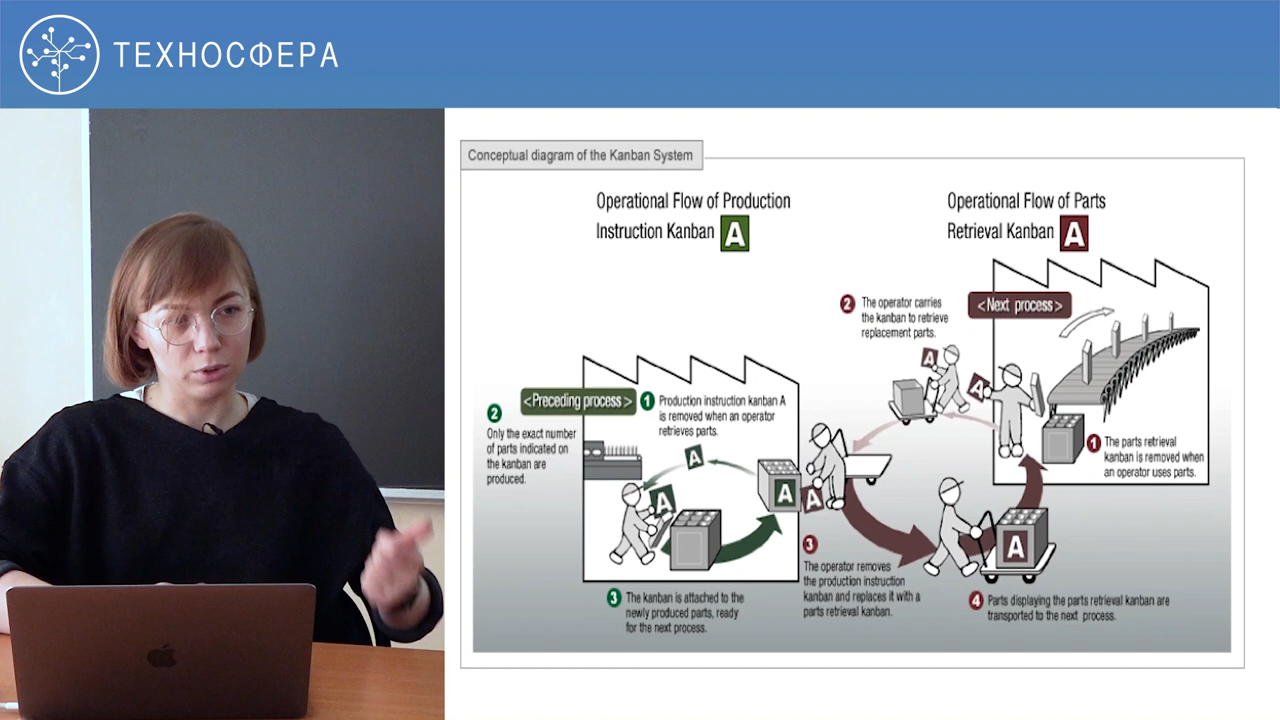 ТЕХНОСФЕРА
Conceptual diagram of the Kanban System
Operational Flow of Production
Instruction Kanban A
Operational Flow of Parts
Retrieval Kanban A
2 The operator carries
the kanban to retrieve
replacement parts.
<Next process>
A
A
1 The parts retrieval
kanban is removed when
an operator uses parts.
<Preceding process>
1 Production instruction kanban A
is removed when an operator
retrieves parts.
2
Only the exact number
of parts indicated on
the kanban are
produced.
A
A
A
A
A
3
The operator removes
the production instruction
kanban and replaces it with a
parts retrieval kanban.
3 The kanban is attached to the
newly produced parts, ready
for the next process.
4 Parts displaying the parts retrieval kanban are
transported to the next process.